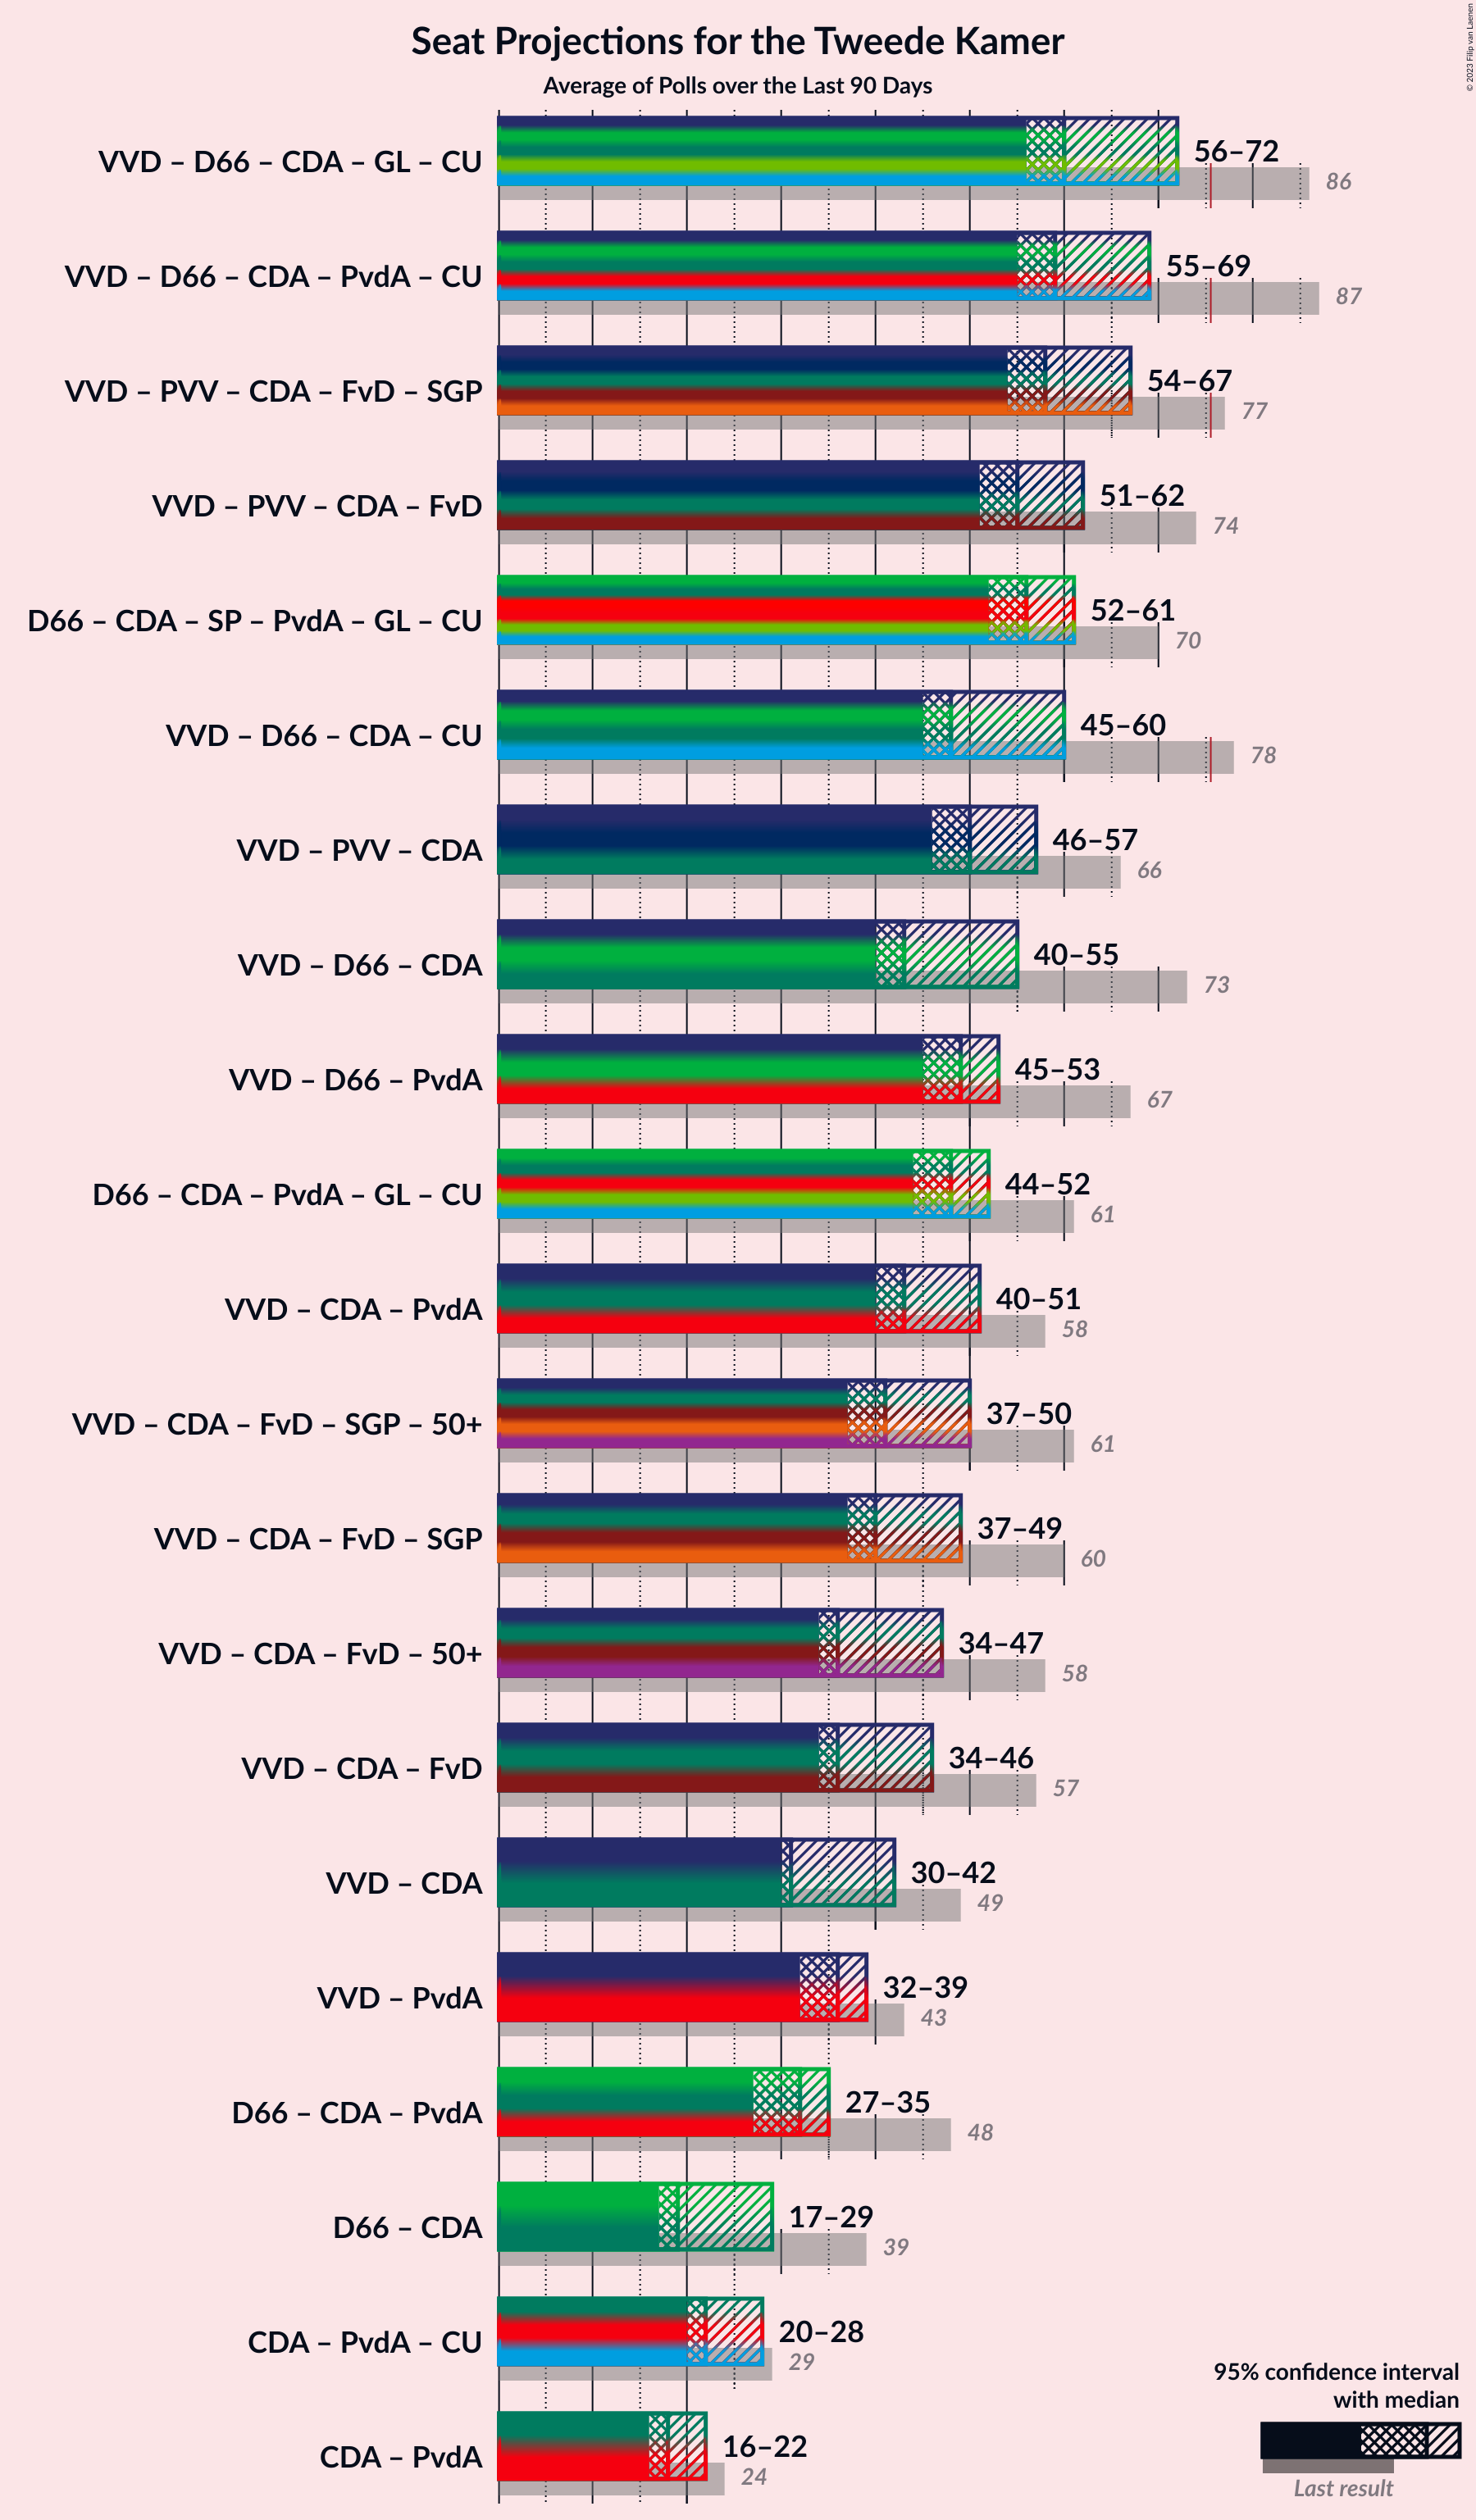 © 2023 Filip van Laenen
Seat Projections for the Tweede Kamer
Average of Polls over the Last 90 Days
VVD – D66 – CDA – GL – CU
56–72
86
VVD – D66 – CDA – PvdA – CU
55–69
87
VVD – PVV – CDA – FvD – SGP
54–67
77
VVD – PVV – CDA – FvD
51–62
74
D66 – CDA – SP – PvdA – GL – CU
52–61
70
VVD – D66 – CDA – CU
45–60
78
VVD – PVV – CDA
46–57
66
VVD – D66 – CDA
40–55
73
VVD – D66 – PvdA
45–53
67
D66 – CDA – PvdA – GL – CU
44–52
61
VVD – CDA – PvdA
40–51
58
VVD – CDA – FvD – SGP – 50+
37–50
61
VVD – CDA – FvD – SGP
37–49
60
VVD – CDA – FvD – 50+
34–47
58
VVD – CDA – FvD
34–46
57
VVD – CDA
30–42
49
VVD – PvdA
32–39
43
D66 – CDA – PvdA
27–35
48
D66 – CDA
17–29
39
CDA – PvdA – CU
20–28
29
CDA – PvdA
16–22
24
95% confidence interval
with median
Last result